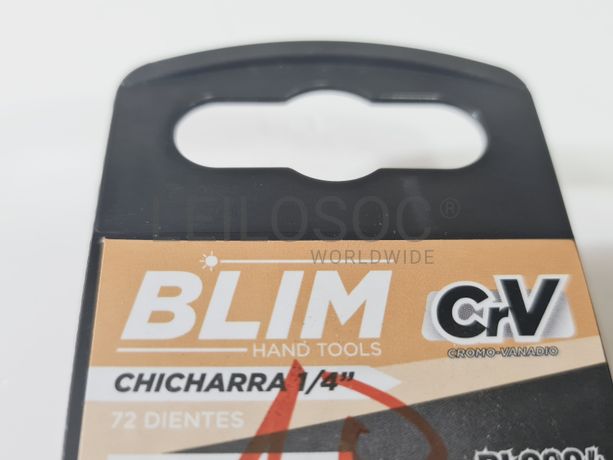 LEILOSOC®
WORLDWIDE
BLIM
HAND TOOLS
CrV
CROMO-VANADIO
CHICHARRA 1/4"
72 DIENTES